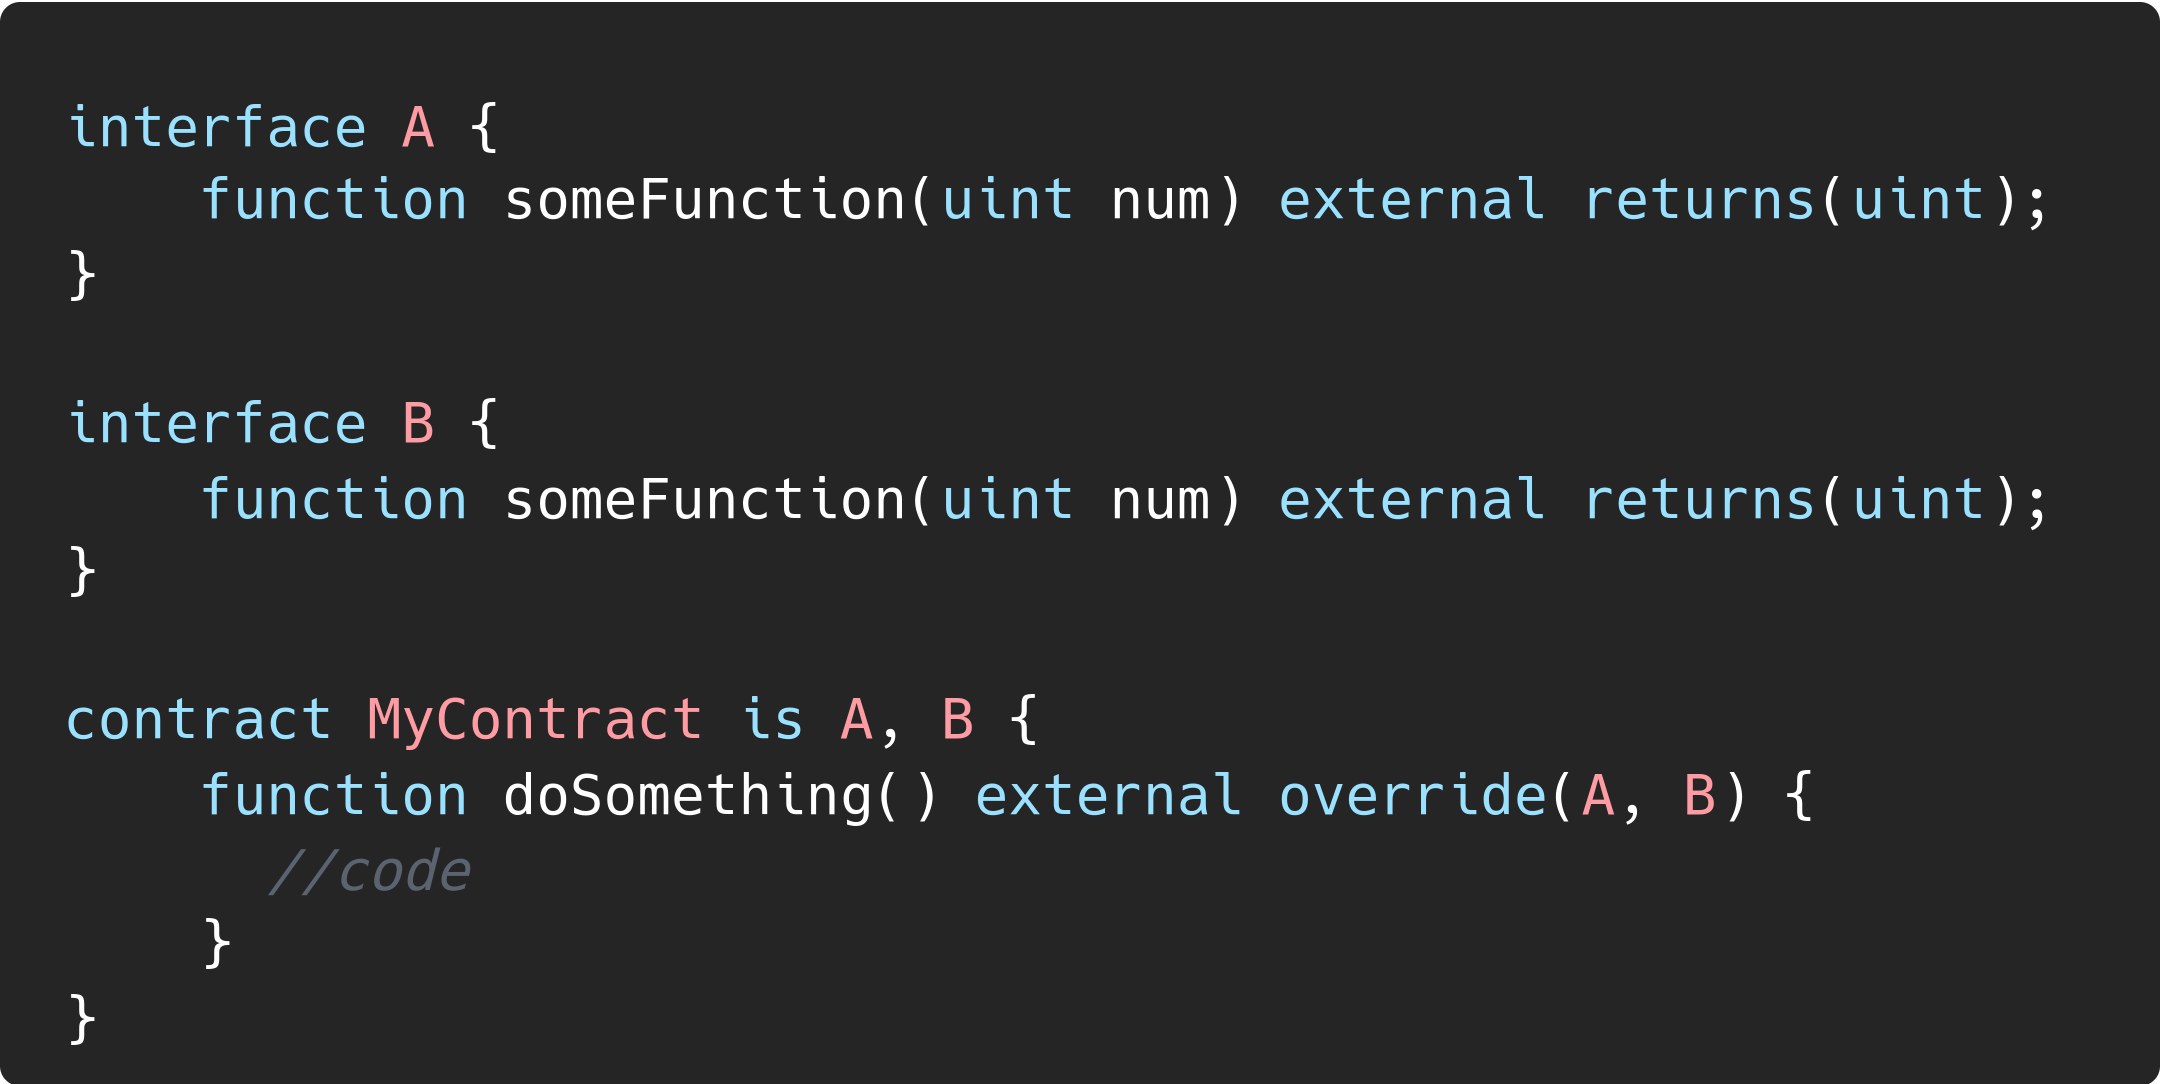 interface A {
    function someFunction(uint num) external returns(uint);
}
interface B {
    function someFunction(uint num) external returns(uint);
}
contract MyContract is A, B {
    function doSomething() external override(A, B) {
      //code
    }
}